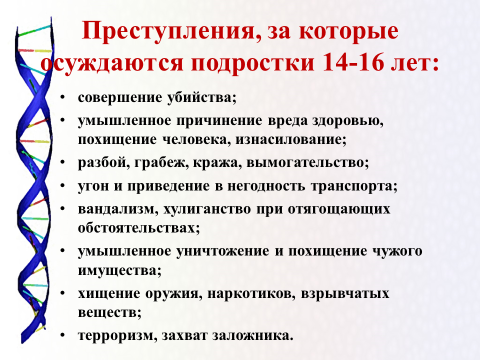 Преступления, за которые
осуждаются подростки 14-16 лет:
• совершение убийства;
• умышленное причинение вреда здоровью,
похищение человека, изнасилование;
• разбой, грабеж, кража, вымогательство;
• угон и приведение в негодность транспорта;
• вандализм, хулиганство при отягощающих
обстоятельствах;
• умышленное уничтожение и похищение чужого
имущества;
• хищение оружия, наркотиков, взрывчатых
веществ;
• терроризм, захват заложника.